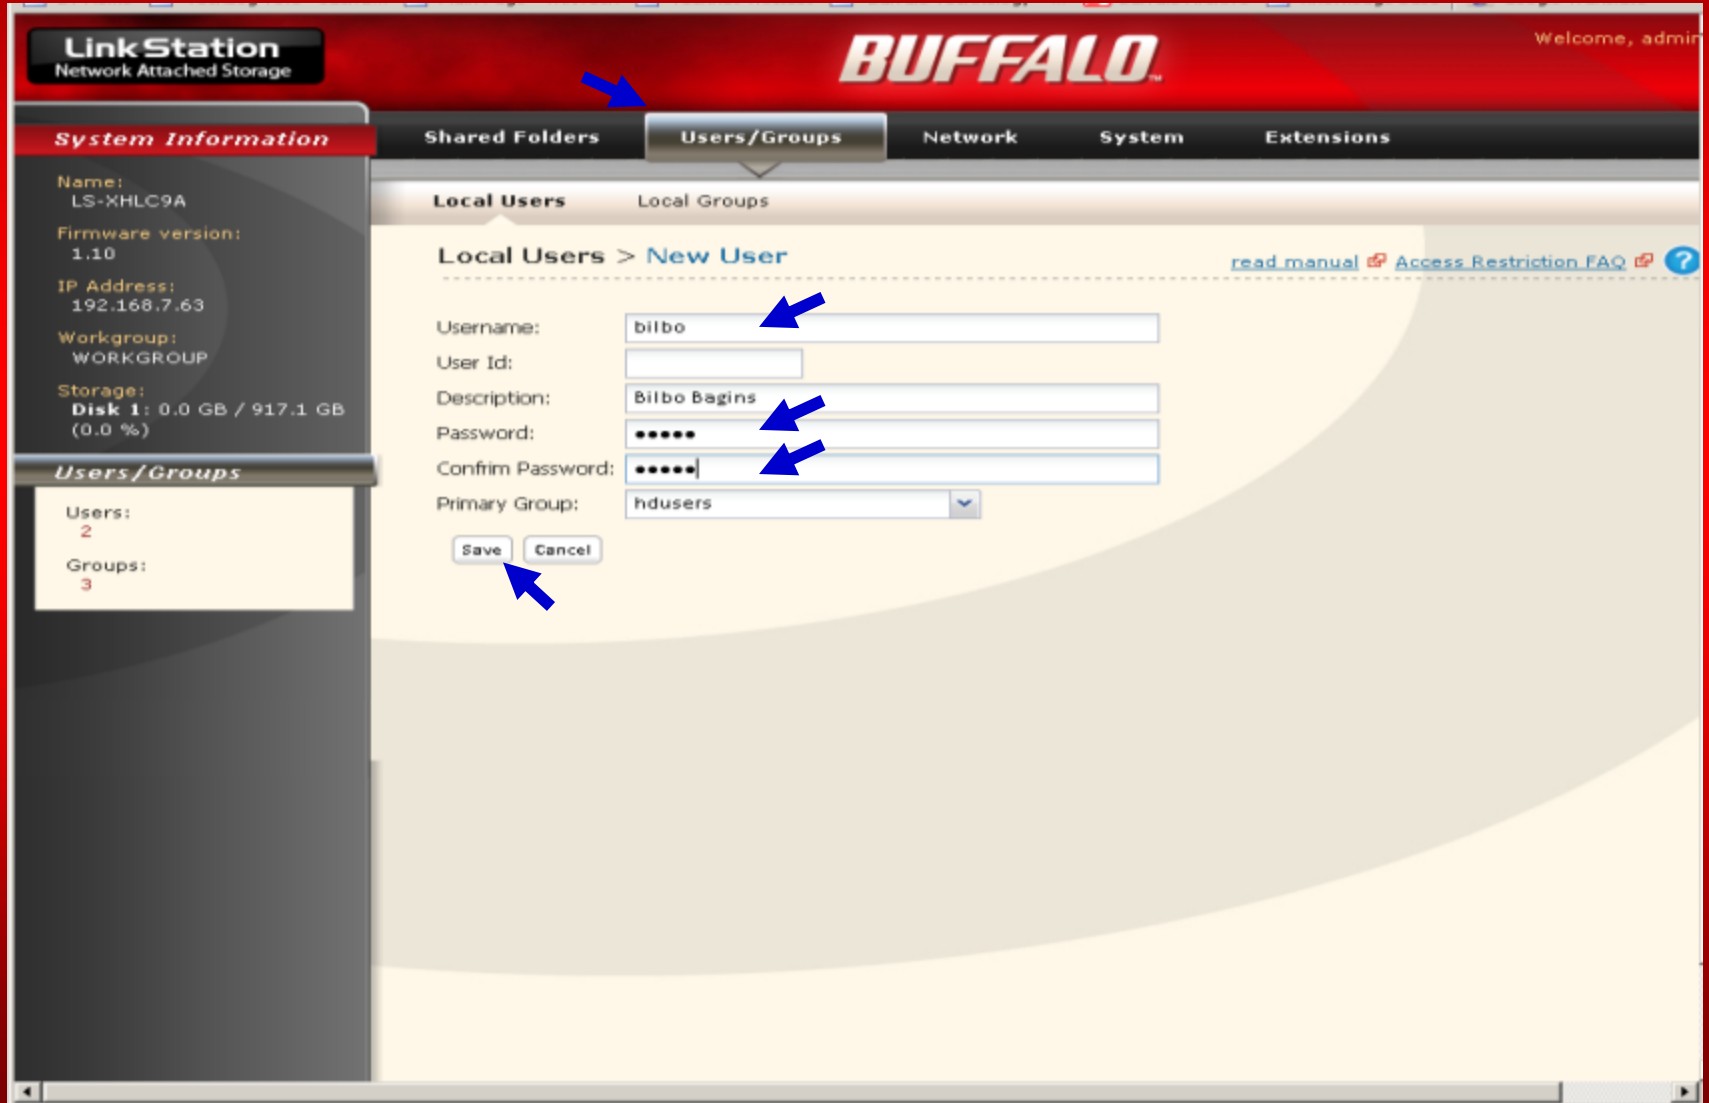 LinkStation
Network Attached Storage
BUFFALO™
Welcome, admin
System Information
Shared Folders
Users/Groups
Network
System
Extensions
Name:
LS-XHLC9A
Firmware version:
1.10
IP Address:
192.168.7.63
Workgroup:
WORKGROUP
Storage:
Disk 1: 0.0 GB / 917.1 GB
(0.0 %)
Users/Groups
Users:
2
Groups:
3
Local Users
Local Groups
Local Users > New User
read manual
Access Restriction FAQ
?
Username: bilbo
User Id:
Description: Bilbo Bagins
Password: •••••
Confrim Password: •••••
Primary Group: hdusers
Save
Cancel